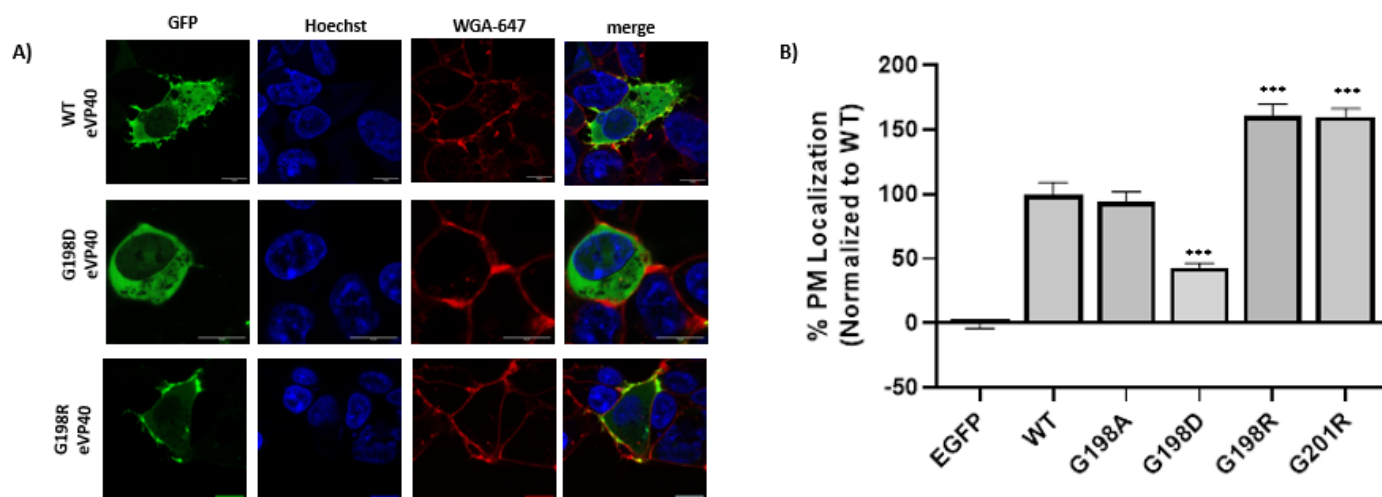 A)
GFP
Hoechst
WGA-647
merge
WT
eVP40
G198D
eVP40
G198R
eVP40
B)
% PM Localization
(Normalized to WT)
200
150
100
50
0
-50
***
***
***
EGFP
WT
G198A
G198D
G198R
G201R